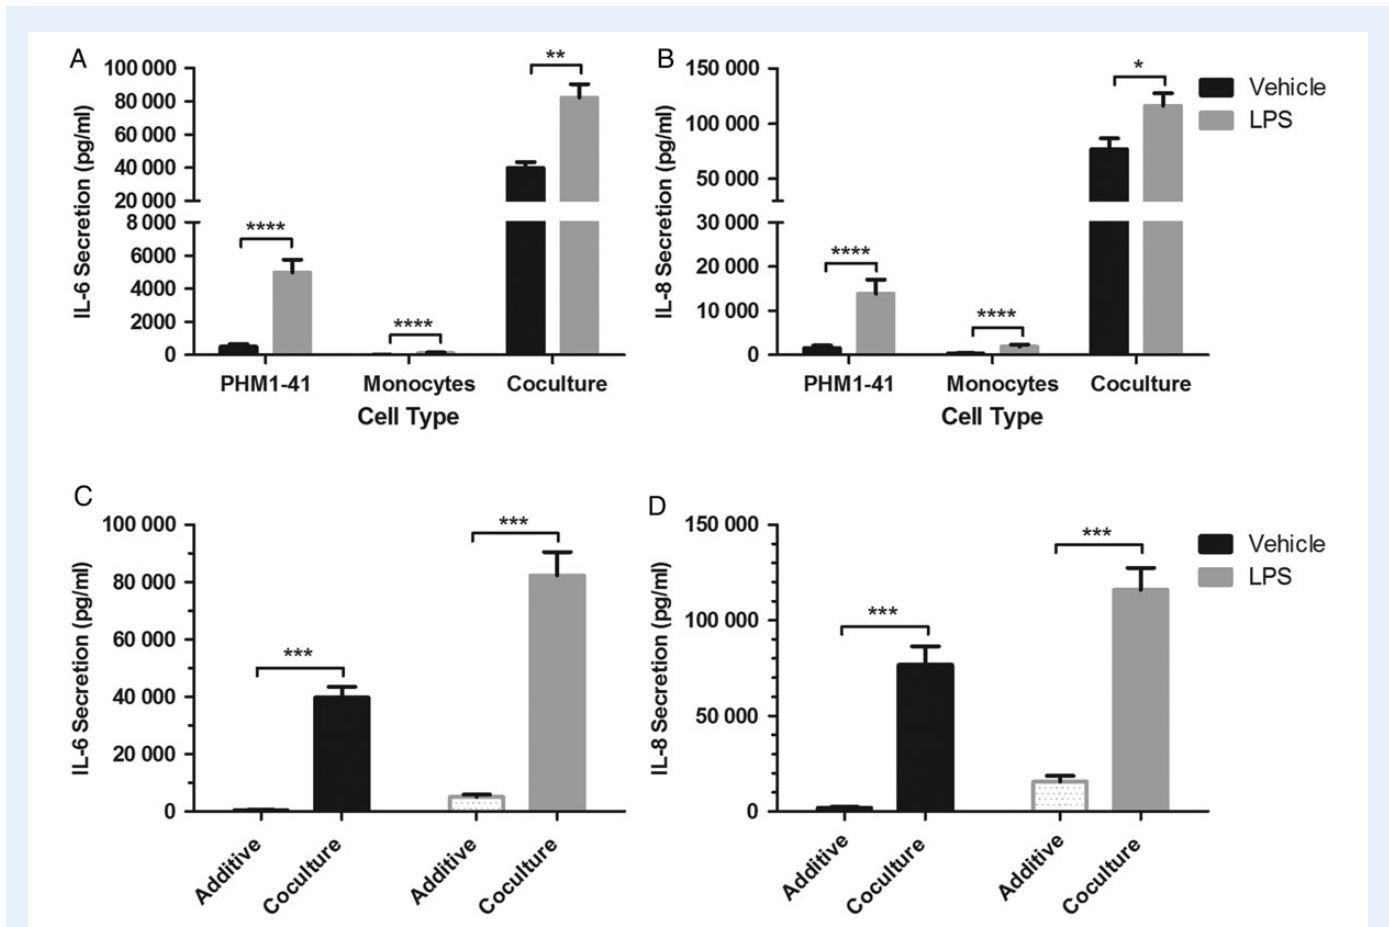 A
IL-6 Secretion (pg/ml)
100 000
80 000
60 000
40 000
20 000
8 000
6000
4000
2000
0
****
****
**
PHM1-41 Monocytes Coculture
Cell Type
B
IL-8 Secretion (pg/ml)
150 000
100 000
50 000
30 000
20 000
10 000
0
****
****
*
PHM1-41 Monocytes Coculture
Cell Type
Vehicle
LPS
C
IL-6 Secretion (pg/ml)
100 000
80 000
60 000
40 000
20 000
0
***
***
Additive
Coculture
Additive
Coculture
D
IL-8 Secretion (pg/ml)
150 000
100 000
50 000
0
***
***
Additive
Coculture
Additive
Coculture
Vehicle
LPS